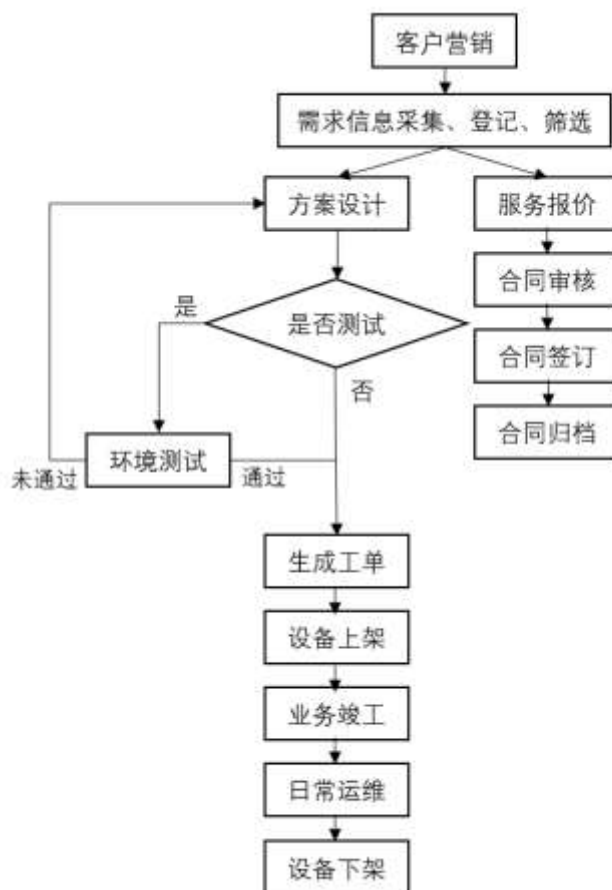 客户营销
需求信息采集、登记、筛选
方案设计
服务报价
合同审核
是
是否测试
合同签订
否
合同归档
环境测试
未通过
通过
生成工单
设备上架
业务竣工
日常运维
设备下架